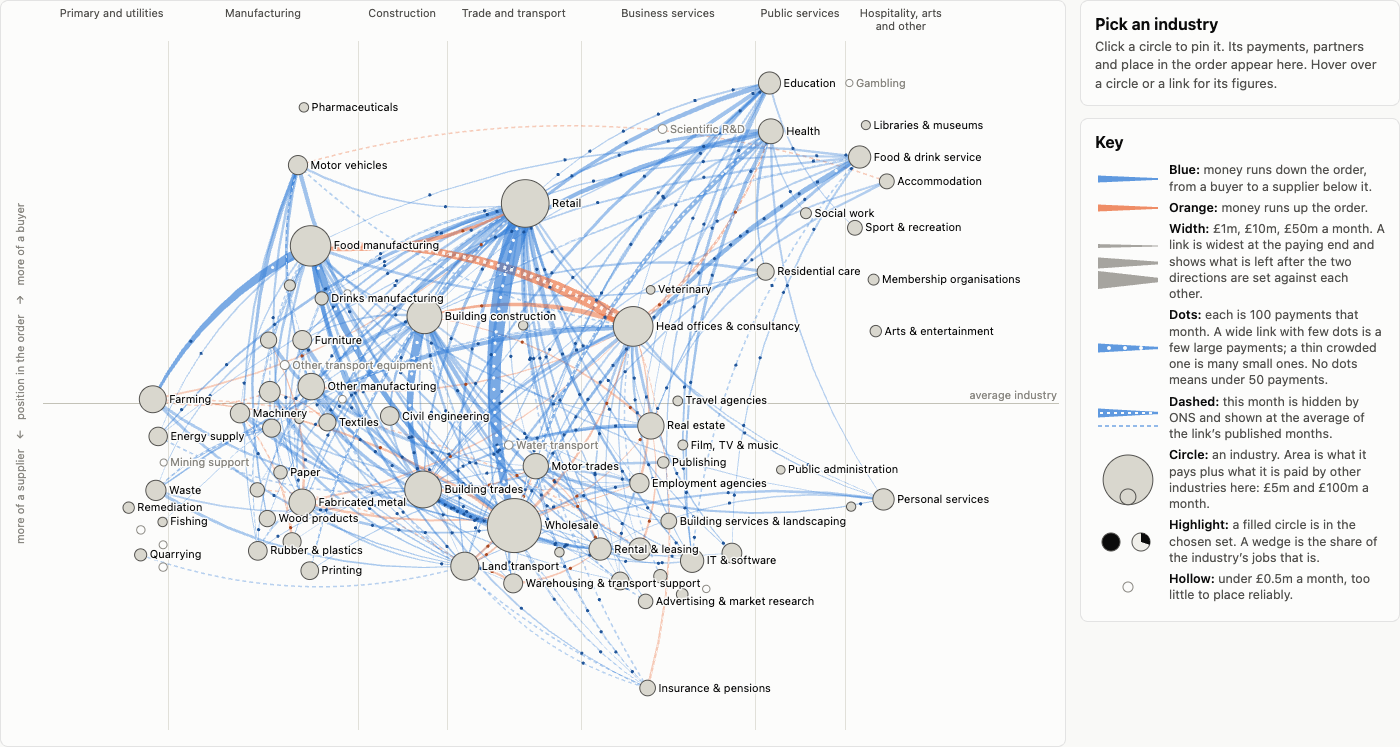 Primary and utilities
Manufacturing
Construction
Trade and transport
Business services
Public services
Hospitality, arts
and other
more of a supplier ← position in the order → more of a buyer
Education
Gambling
Pharmaceuticals
Scientific R&D
Health
Libraries & museums
Motor vehicles
Food & drink service
Accommodation
Retail
Social work
Sport & recreation
Food manufacturing
Residential care
Membership organisations
Veterinary
Drinks manufacturing
Building construction
Head offices & consultancy
Arts & entertainment
Furniture
Other transport equipment
Other manufacturing
average industry
Farming
Travel agencies
Machinery
Textiles
Civil engineering
Real estate
Energy supply
Water transport
Film, TV & music
Mining support
Motor trades
Publishing
Public administration
Paper
Employment agencies
Waste
Building trades
Personal services
Remediation
Fabricated metal
Fishing
Wood products
Wholesale
Building services & landscaping
Quarrying
Rubber & plastics
Rental & leasing
IT & software
Printing
Land transport
Warehousing & transport support
Advertising & market research
Insurance & pensions
Pick an industry
Click a circle to pin it. Its payments, partners
and place in the order appear here. Hover over
a circle or a link for its figures.
Key
Blue: money runs down the order,
from a buyer to a supplier below it.
Orange: money runs up the order.
Width: £1m, £10m, £50m a month. A
link is widest at the paying end and
shows what is left after the two
directions are set against each
other.
Dots: each is 100 payments that
month. A wide link with few dots is a
few large payments; a thin crowded
one is many small ones. No dots
means under 50 payments.
Dashed: this month is hidden by
ONS and shown at the average of
the link's published months.
Circle: an industry. Area is what it
pays plus what it is paid by other
industries here: £5m and £100m a
month.
Highlight: a filled circle is in the
chosen set. A wedge is the share of
the industry's jobs that is.
Hollow: under £0.5m a month, too
little to place reliably.